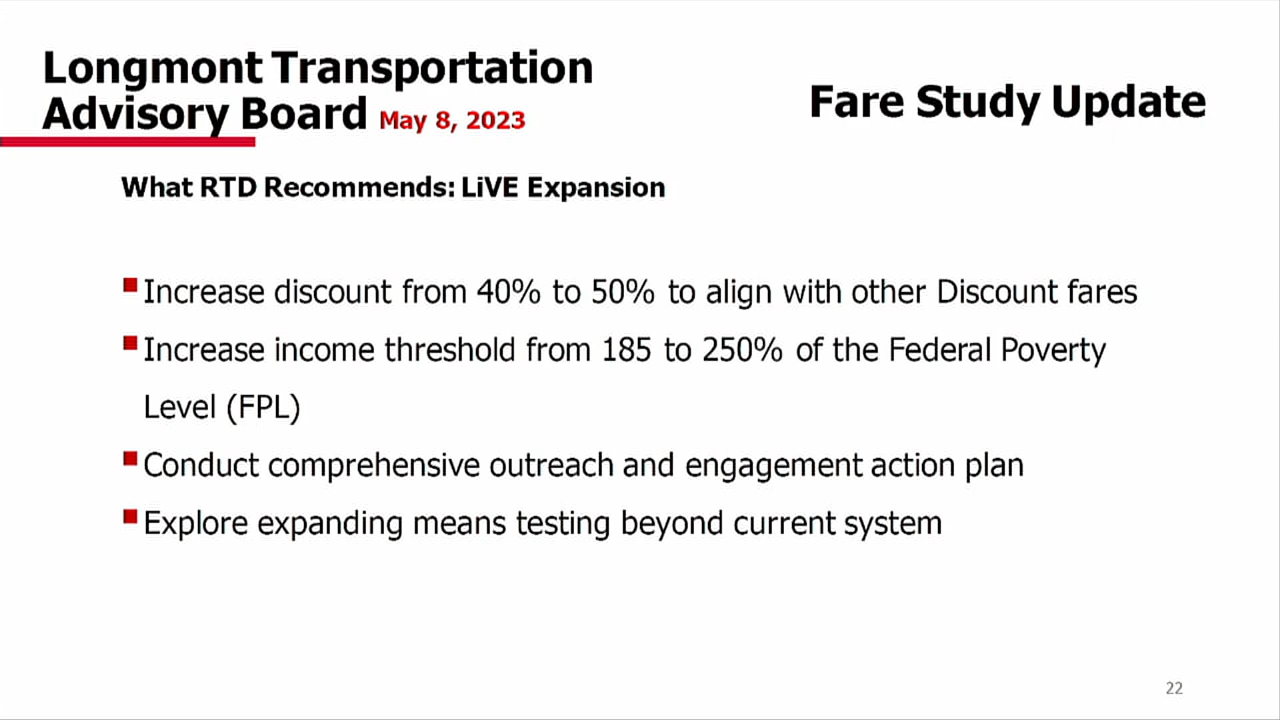 Longmont Transportation
Advisory Board May 8, 2023
Fare Study Update
What RTD Recommends: LiVE Expansion
Increase discount from 40% to 50% to align with other Discount fares
Increase income threshold from 185 to 250% of the Federal Poverty
Level (FPL)
Conduct comprehensive outreach and engagement action plan
Explore expanding means testing beyond current system
22